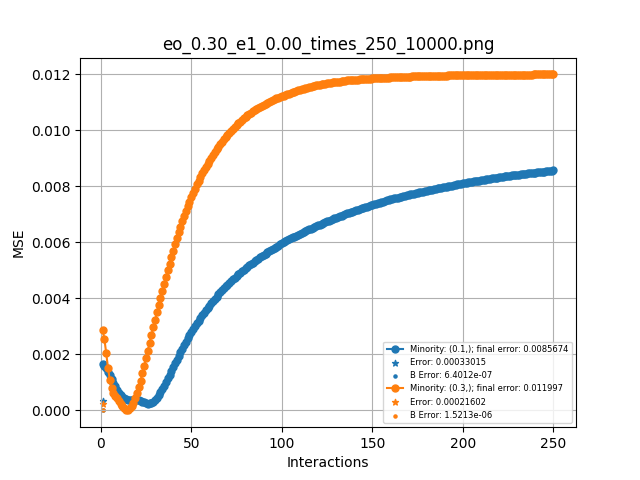 eo_0.30_e1_0.00_times_250_10000.png
0.012
0.010
0.008
0.006
0.004
0.002
0.000
MSE
0 50 100 150 200 250
Interactions
Minority: (0.1,); final error: 0.0085674
Error: 0.00033015
B Error: 6.4012e-07
Minority: (0.3,); final error: 0.011997
Error: 0.00021602
B Error: 1.5213e-06